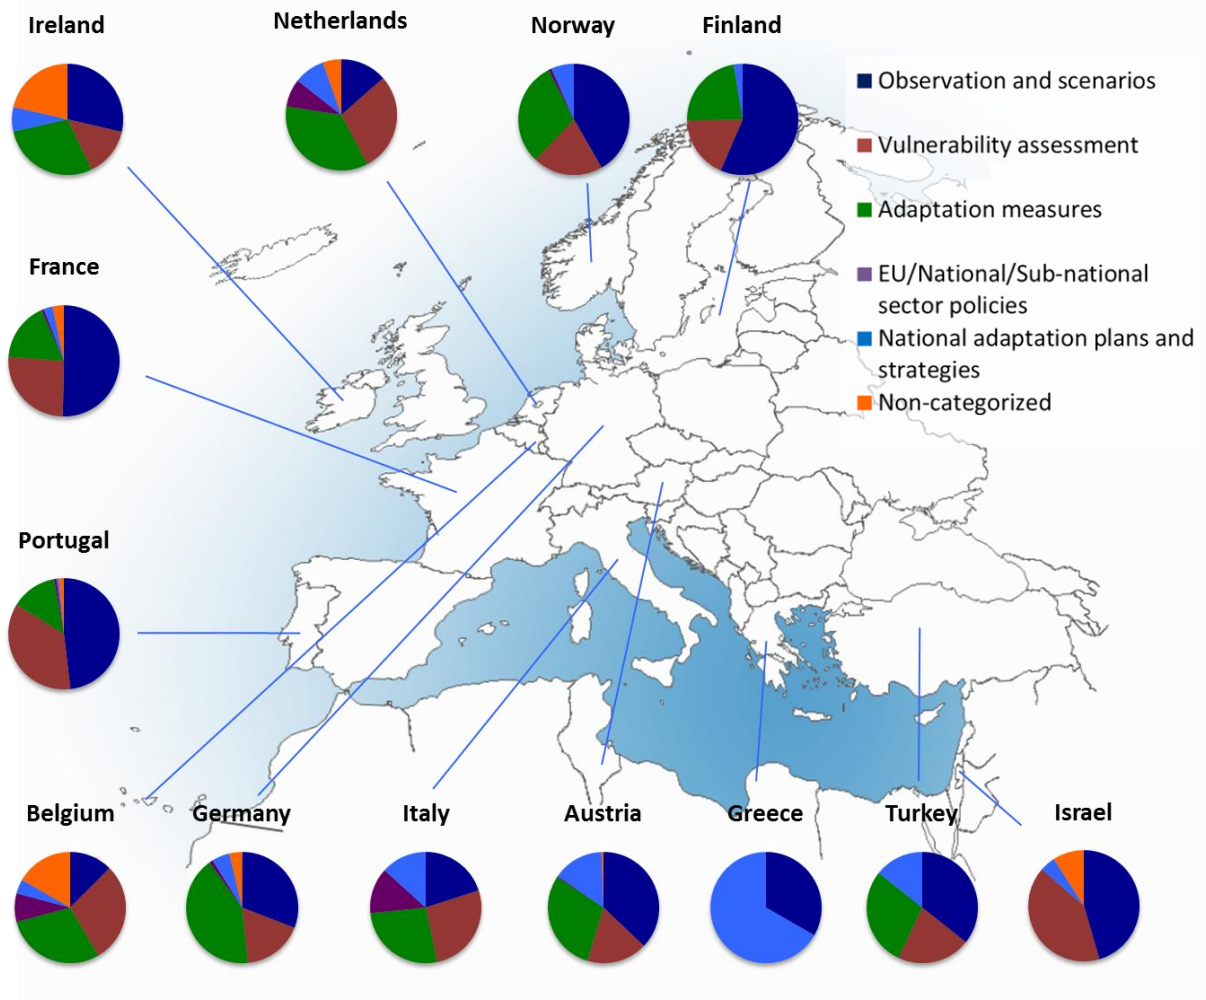 Ireland
Netherlands
Norway
Finland
Observation and scenarios
Vulnerability assessment
Adaptation measures
EU/National/Sub-national
sector policies
National adaptation plans and
strategies
Non-categorized
France
Portugal
Belgium
Germany
Italy
Austria
Greece
Turkey
Israel